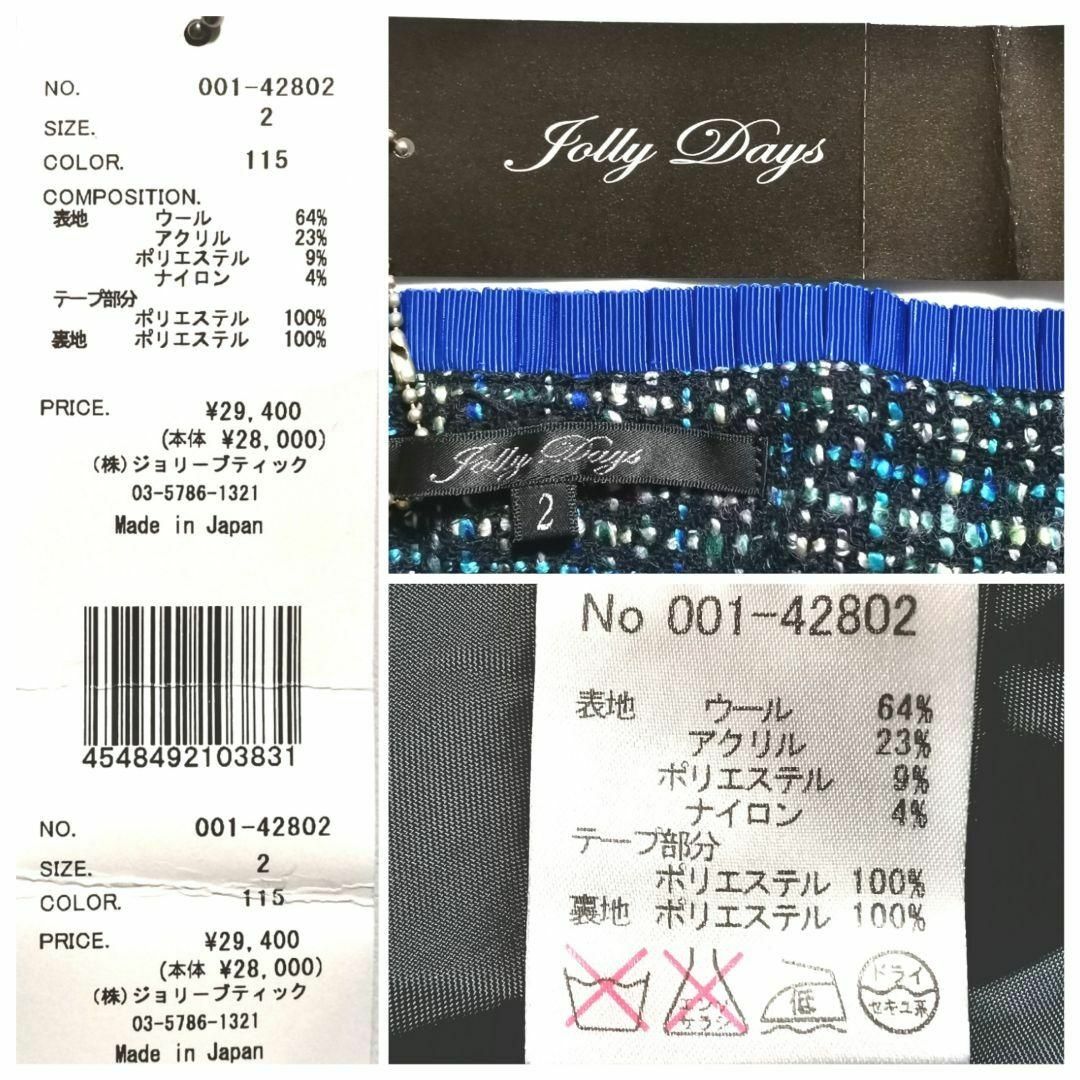 NO. 001-42802
SIZE. 2
COLOR. 115
COMPOSITION.
表地 ウール 64%
アクリル 23%
ポリエステル 9%
ナイロン 4%
テープ部分
ポリエステル 100%
裏地 ポリエステル 100%
PRICE. ¥29,400
(本体 ¥28,000)
(株)ジョリーブティック
03-5786-1321
Made in Japan
4548492103831
NO. 001-42802
SIZE. 2
COLOR. 115
PRICE. ¥29,400
(本体 ¥28,000)
(株)ジョリーブティック
03-5786-1321
Made in Japan
Jolly Days
Jolly Days
2
No 001-42802
表地 ウール 64%
アクリル 23%
ポリエステル 9%
ナイロン 4%
テープ部分
ポリエステル 100%
裏地 ポリエステル 100%
エンソ
サラシ
低
ドライ
セキユ系